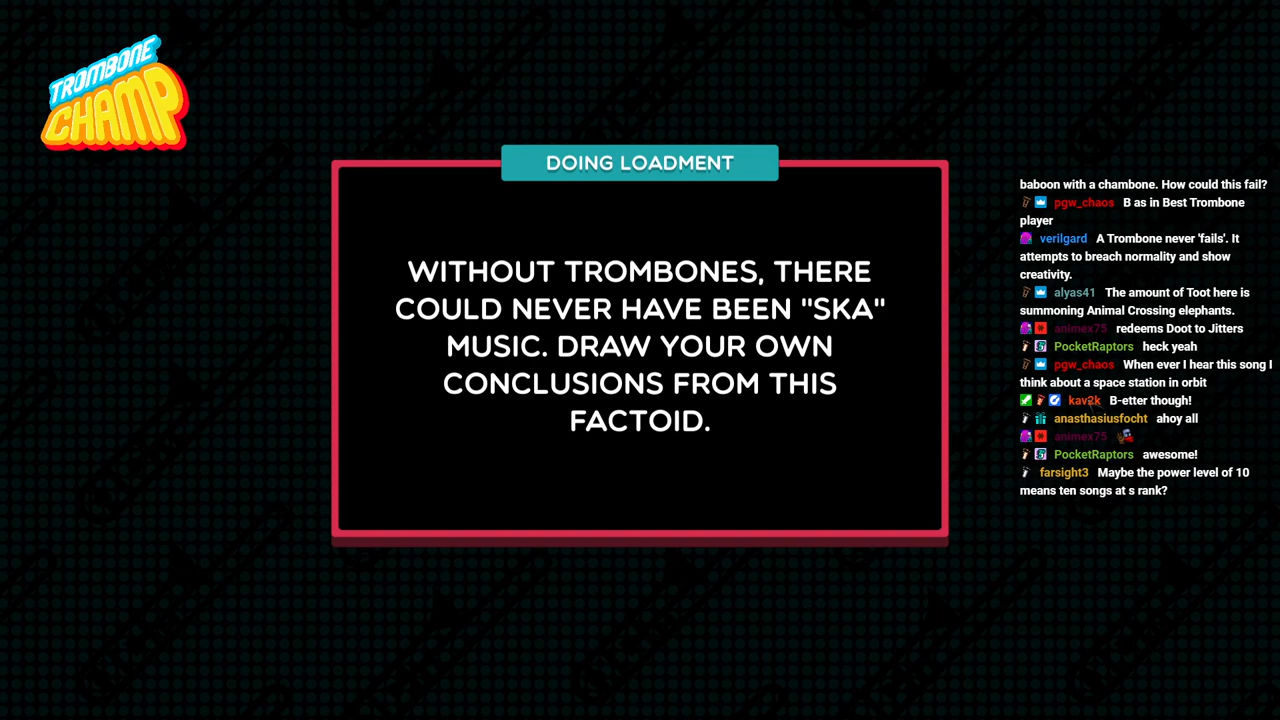 TROMBONE
CHAMP
DOING LOADMENT
WITHOUT TROMBONES, THERE
COULD NEVER HAVE BEEN "SKA"
MUSIC. DRAW YOUR OWN
CONCLUSIONS FROM THIS
FACTOID.
baboon with a chambone. How could this fail?
pgw_chaos B as in Best Trombone
player
verilgard A Trombone never 'fails'. It
attempts to breach normality and show
creativity.
alyas41 The amount of Toot here is
summoning Animal Crossing elephants.
animex75 redeems Doot to Jitters
PocketRaptors heck yeah
pgw_chaos When ever I hear this song I
think about a space station in orbit
kav2k B-etter though!
anasthasiusfocht ahoy all
animex75
PocketRaptors awesome!
farsight3 Maybe the power level of 10
means ten songs at s rank?